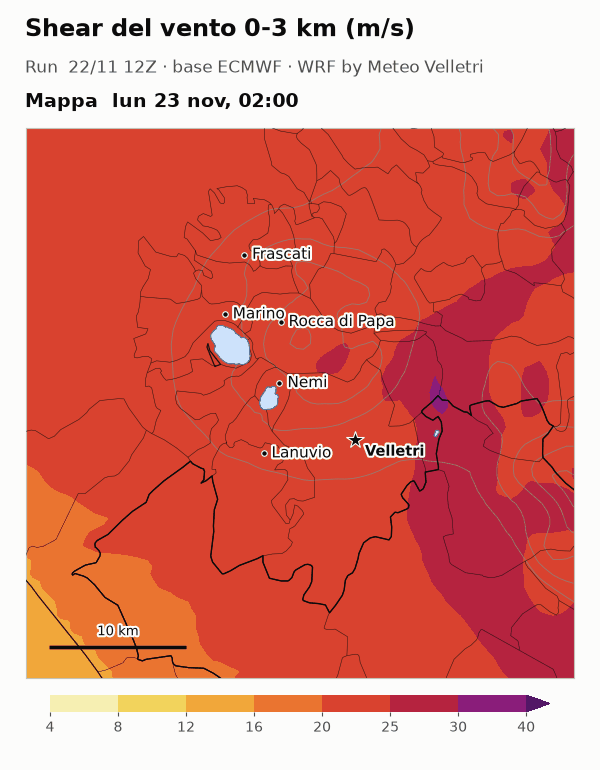 Shear del vento 0-3 km (m/s)
Run  22/11 12Z · base ECMWF · WRF by Meteo Velletri
Mappa  lun 23 nov, 02:00
Frascati
Marino
Rocca di Papa
Nemi
Velletri
Lanuvio
10 km
4 8 12 16 20 25 30 40